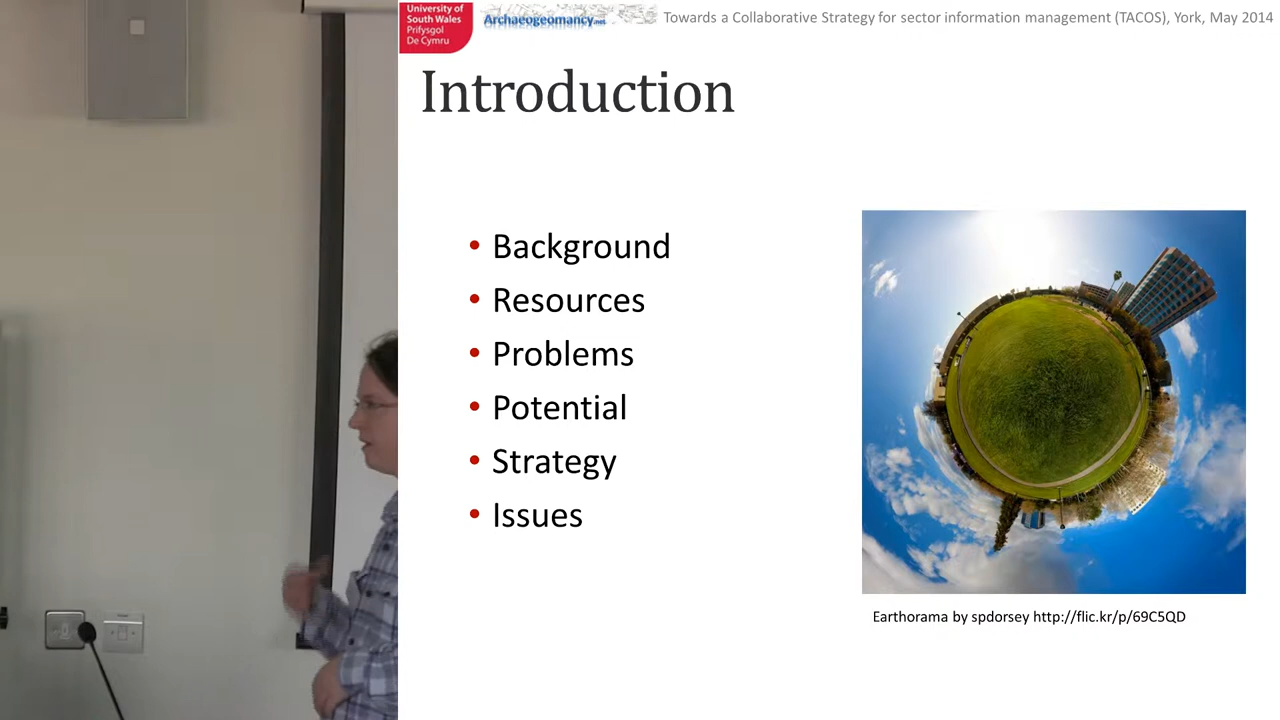 University of
South Wales
Prifysgol
De Cymru
Archaeogeomancy.net
Towards a Collaborative Strategy for sector information management (TACOS), York, May 2014
Introduction
• Background
• Resources
• Problems
• Potential
• Strategy
• Issues
Earthorama by spdorsey http://flic.kr/p/69C5QD